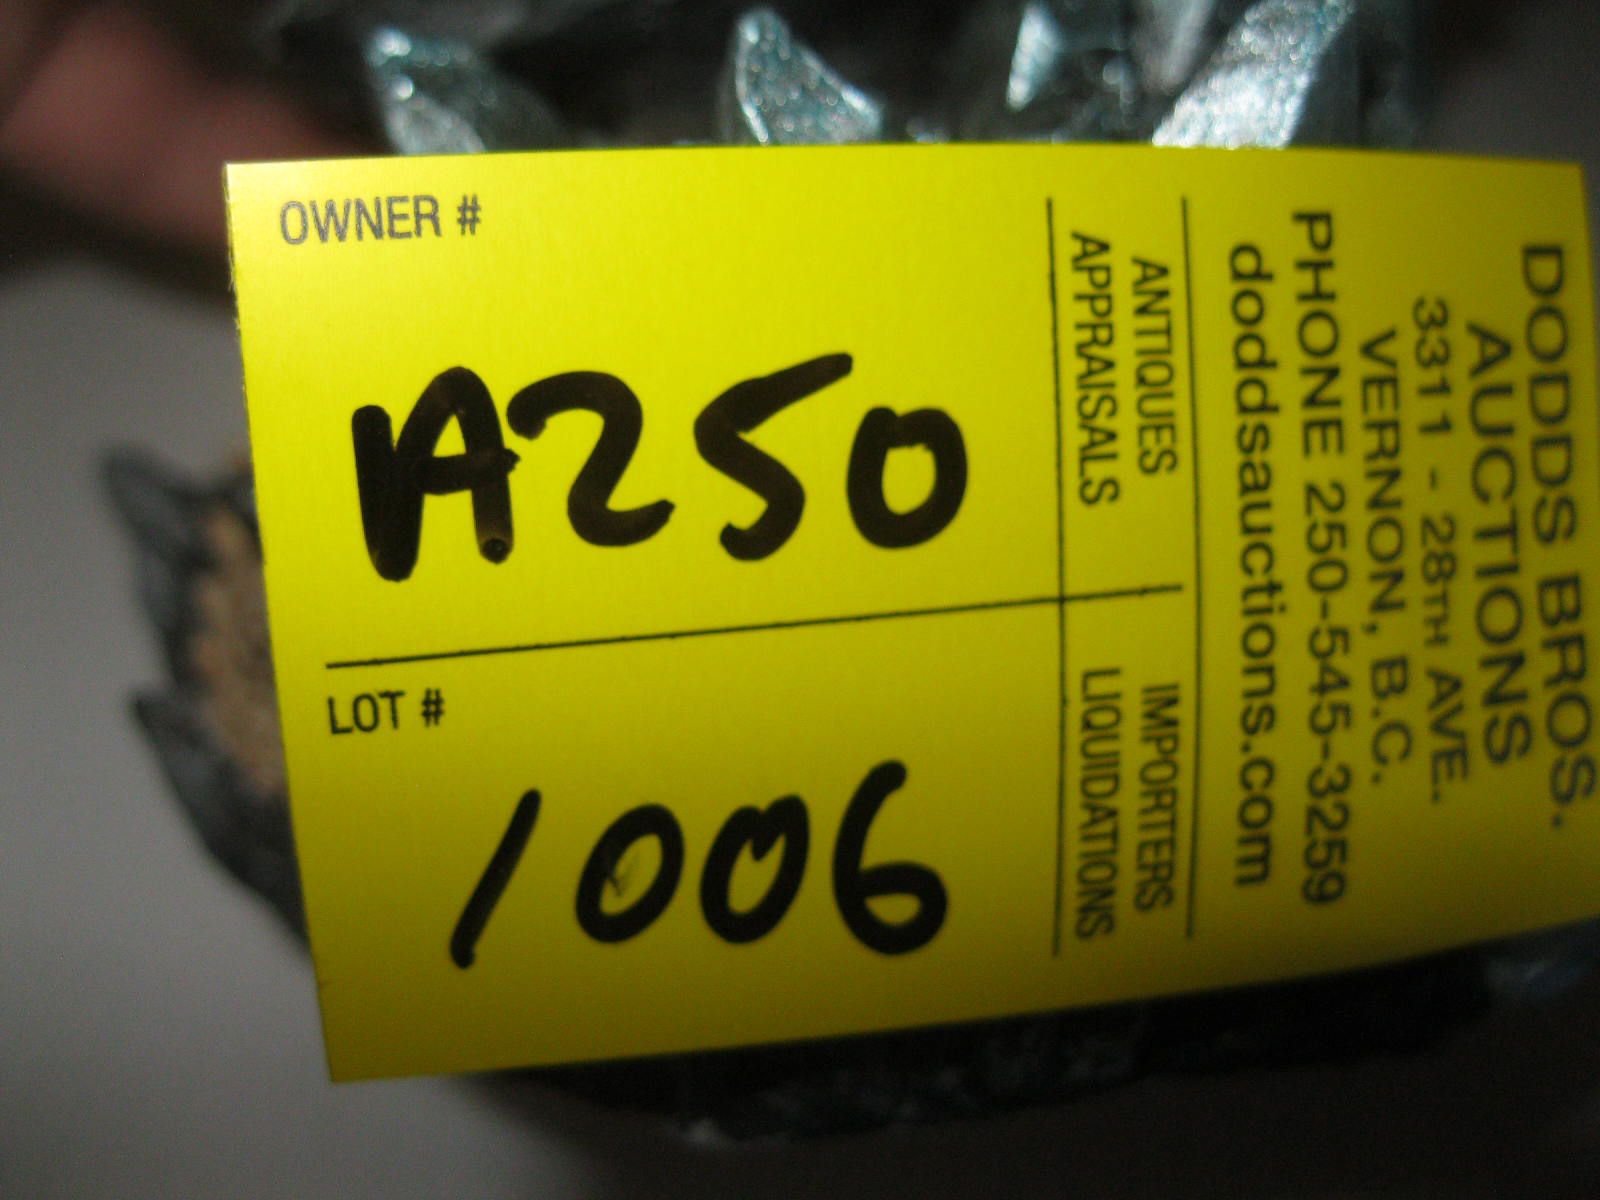 OWNER #
A250
LOT #
1006
DODDS BROS.
AUCTIONS
3311 - 28TH AVE.
VERNON, B.C.
PHONE 250-545-3259
doddsauctions.com
ANTIQUES IMPORTERS
APPRAISALS LIQUIDATIONS